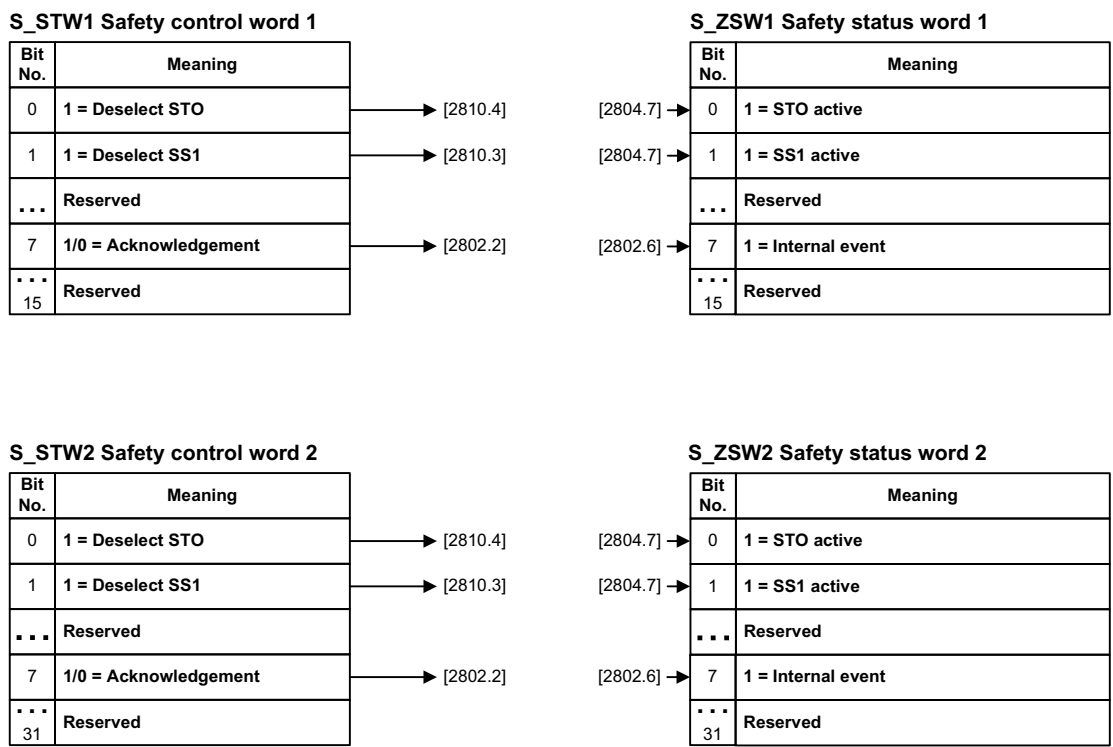 S_STW1 Safety control word 1
Bit No. Meaning
0 1 = Deselect STO [2810.4]
1 1 = Deselect SS1 [2810.3]
... Reserved
7 1/0 = Acknowledgement [2802.2]
... 15 Reserved
S_ZSW1 Safety status word 1
Bit No. Meaning
[2804.7] 0 1 = STO active
[2804.7] 1 1 = SS1 active
... Reserved
[2802.6] 7 1 = Internal event
... 15 Reserved
S_STW2 Safety control word 2
Bit No. Meaning
0 1 = Deselect STO [2810.4]
1 1 = Deselect SS1 [2810.3]
... Reserved
7 1/0 = Acknowledgement [2802.2]
... 31 Reserved
S_ZSW2 Safety status word 2
Bit No. Meaning
[2804.7] 0 1 = STO active
[2804.7] 1 1 = SS1 active
... Reserved
[2802.6] 7 1 = Internal event
... 31 Reserved